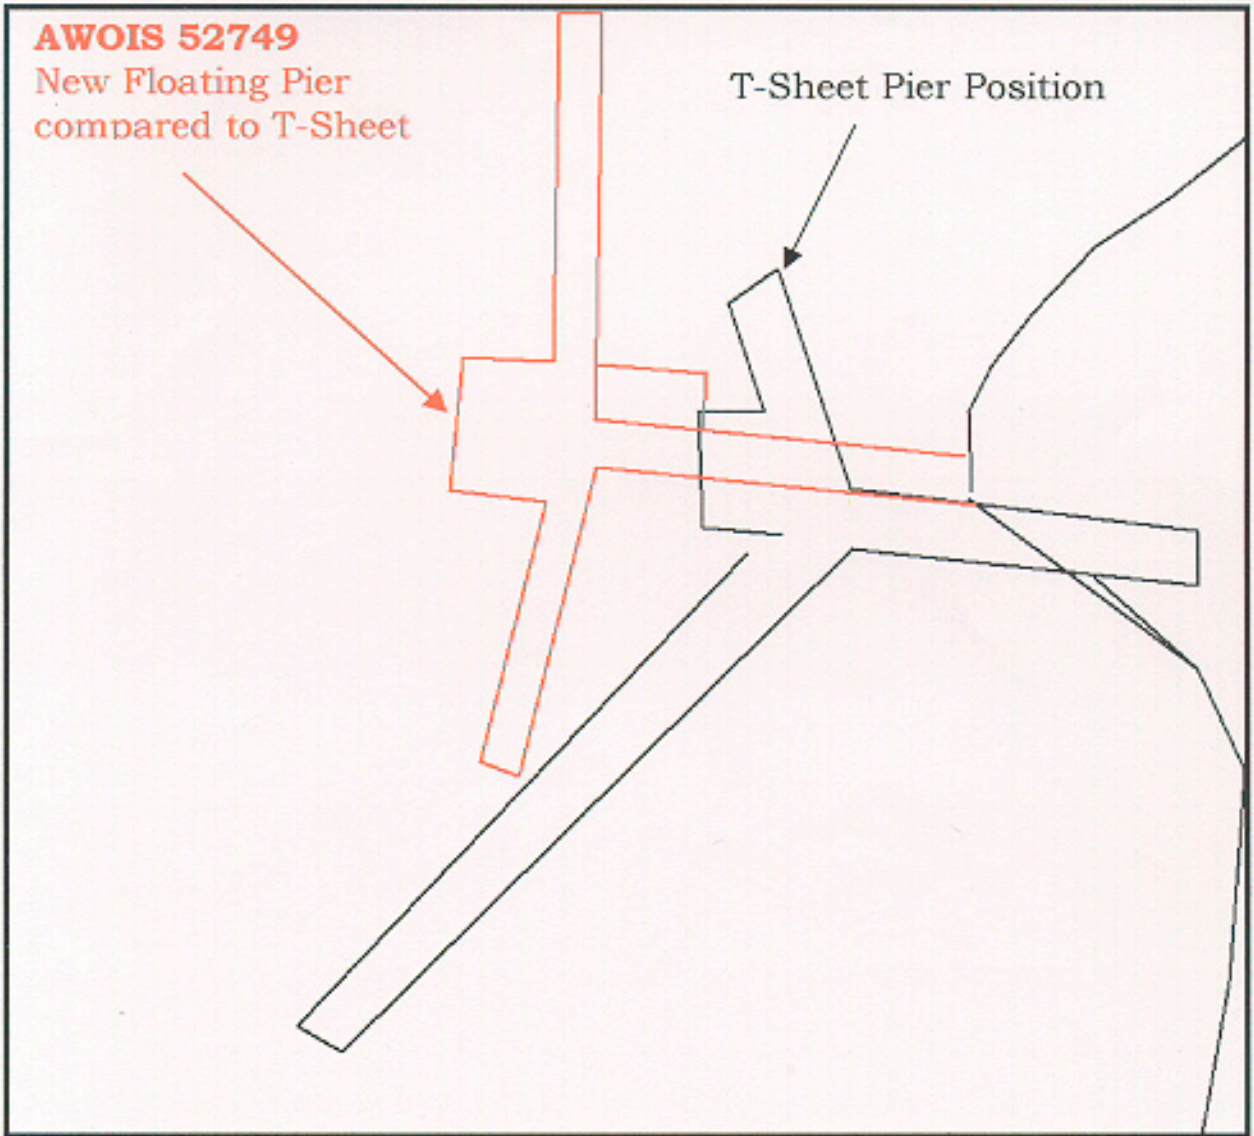 AWOIS 52749
New Floating Pier
compared to T-Sheet
T-Sheet Pier Position